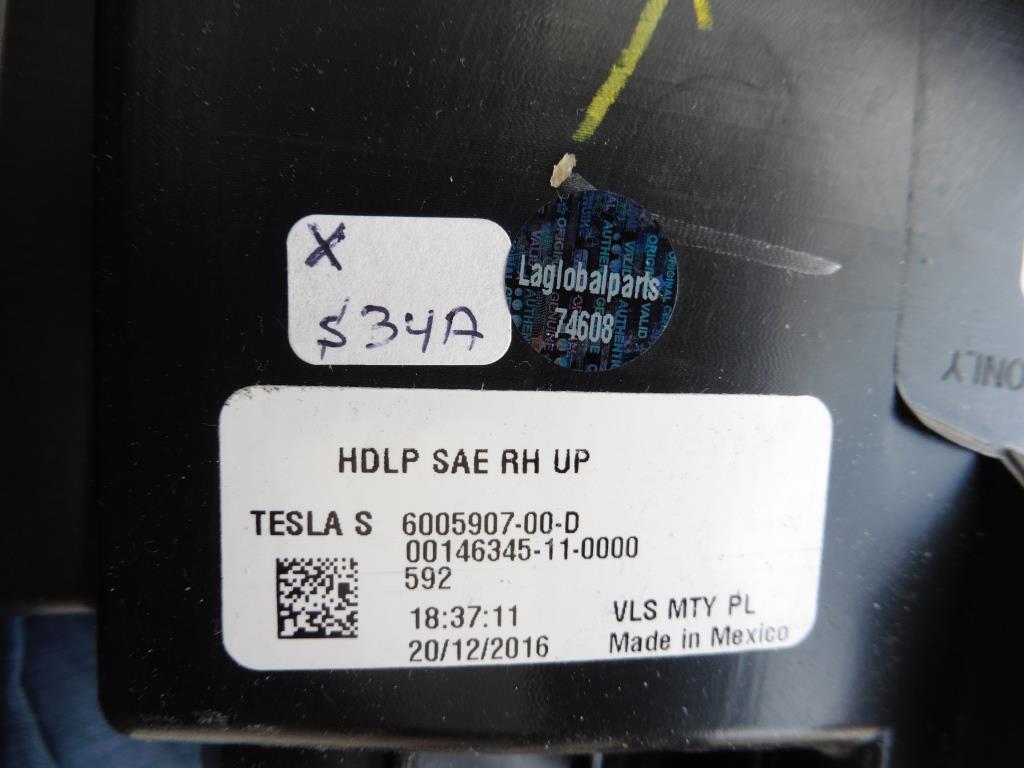 X
$34A
Laglobalparts
74608
ONLY
HDLP SAE RH UP
TESLA S 6005907-00-D
00146345-11-0000
592
18:37:11 VLS MTY PL
20/12/2016 Made in Mexico